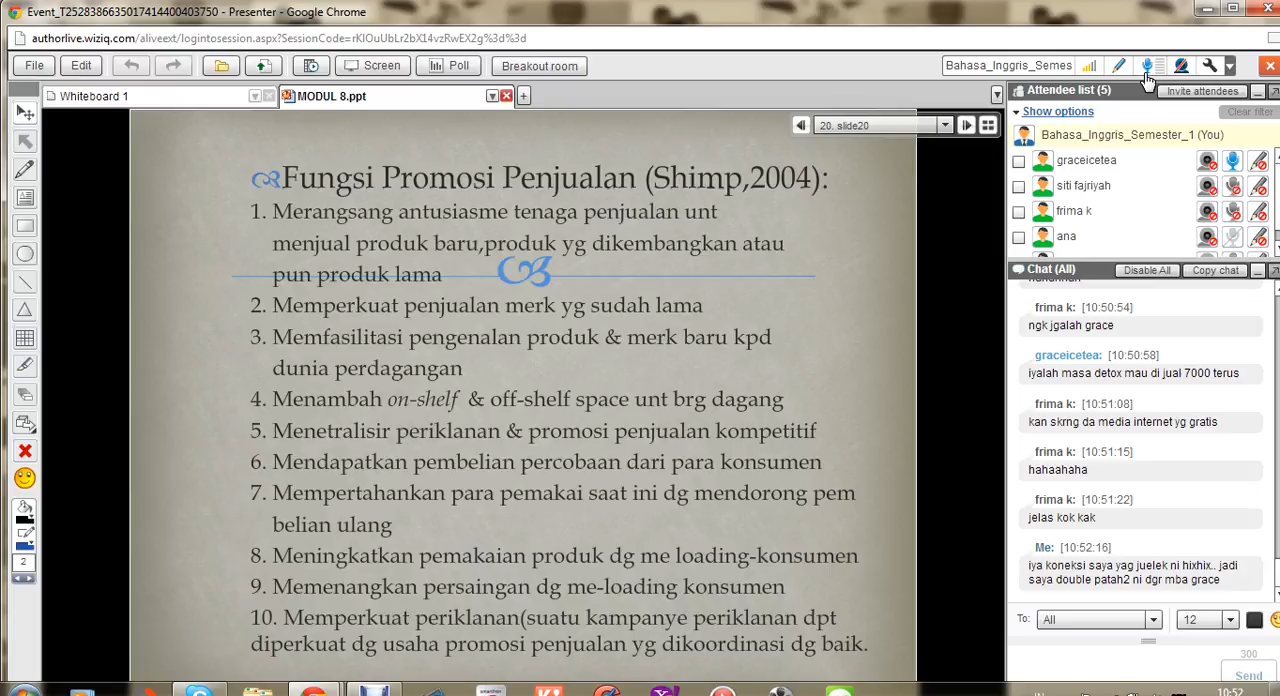 Event_T2528386635017414400403750 - Presenter - Google Chrome
authorlive.wiziq.com/aliveext/logintosession.aspx?SessionCode=rKIOuUbLr2bX14vzRwEX2g%3d%3d
File Edit Screen Poll Breakout room Bahasa_Inggris_Semes
Whiteboard 1 MODUL 8.ppt
20. slide20
Fungsi Promosi Penjualan (Shimp,2004):
1. Merangsang antusiasme tenaga penjualan unt
menjual produk baru,produk yg dikembangkan atau
pun produk lama
2. Memperkuat penjualan merk yg sudah lama
3. Memfasilitasi pengenalan produk & merk baru kpd
dunia perdagangan
4. Menambah on-shelf & off-shelf space unt brg dagang
5. Menetralisir periklanan & promosi penjualan kompetitif
6. Mendapatkan pembelian percobaan dari para konsumen
7. Mempertahankan para pemakai saat ini dg mendorong pem
belian ulang
8. Meningkatkan pemakaian produk dg me loading-konsumen
9. Memenangkan persaingan dg me-loading konsumen
10. Memperkuat periklanan(suatu kampanye periklanan dpt
diperkuat dg usaha promosi penjualan yg dikoordinasi dg baik.
2
Attendee list (5) Invite attendees
Show options Clear filter
Bahasa_Inggris_Semester_1 (You)
graceicetea
siti fajriyah
frima k
ana
Chat (All) Disable All Copy chat
frima k: [10:50:54]
ngk jgalah grace
graceicetea: [10:50:58]
iyalah masa detox mau di jual 7000 terus
frima k: [10:51:08]
kan skrng da media internet yg gratis
frima k: [10:51:15]
hahaahaha
frima k: [10:51:22]
jelas kok kak
Me: [10:52:16]
iya koneksi saya yag juelek ni hixhix.. jadi
saya double patah2 ni dgr mba grace
To: All 12
300
Send
10:52